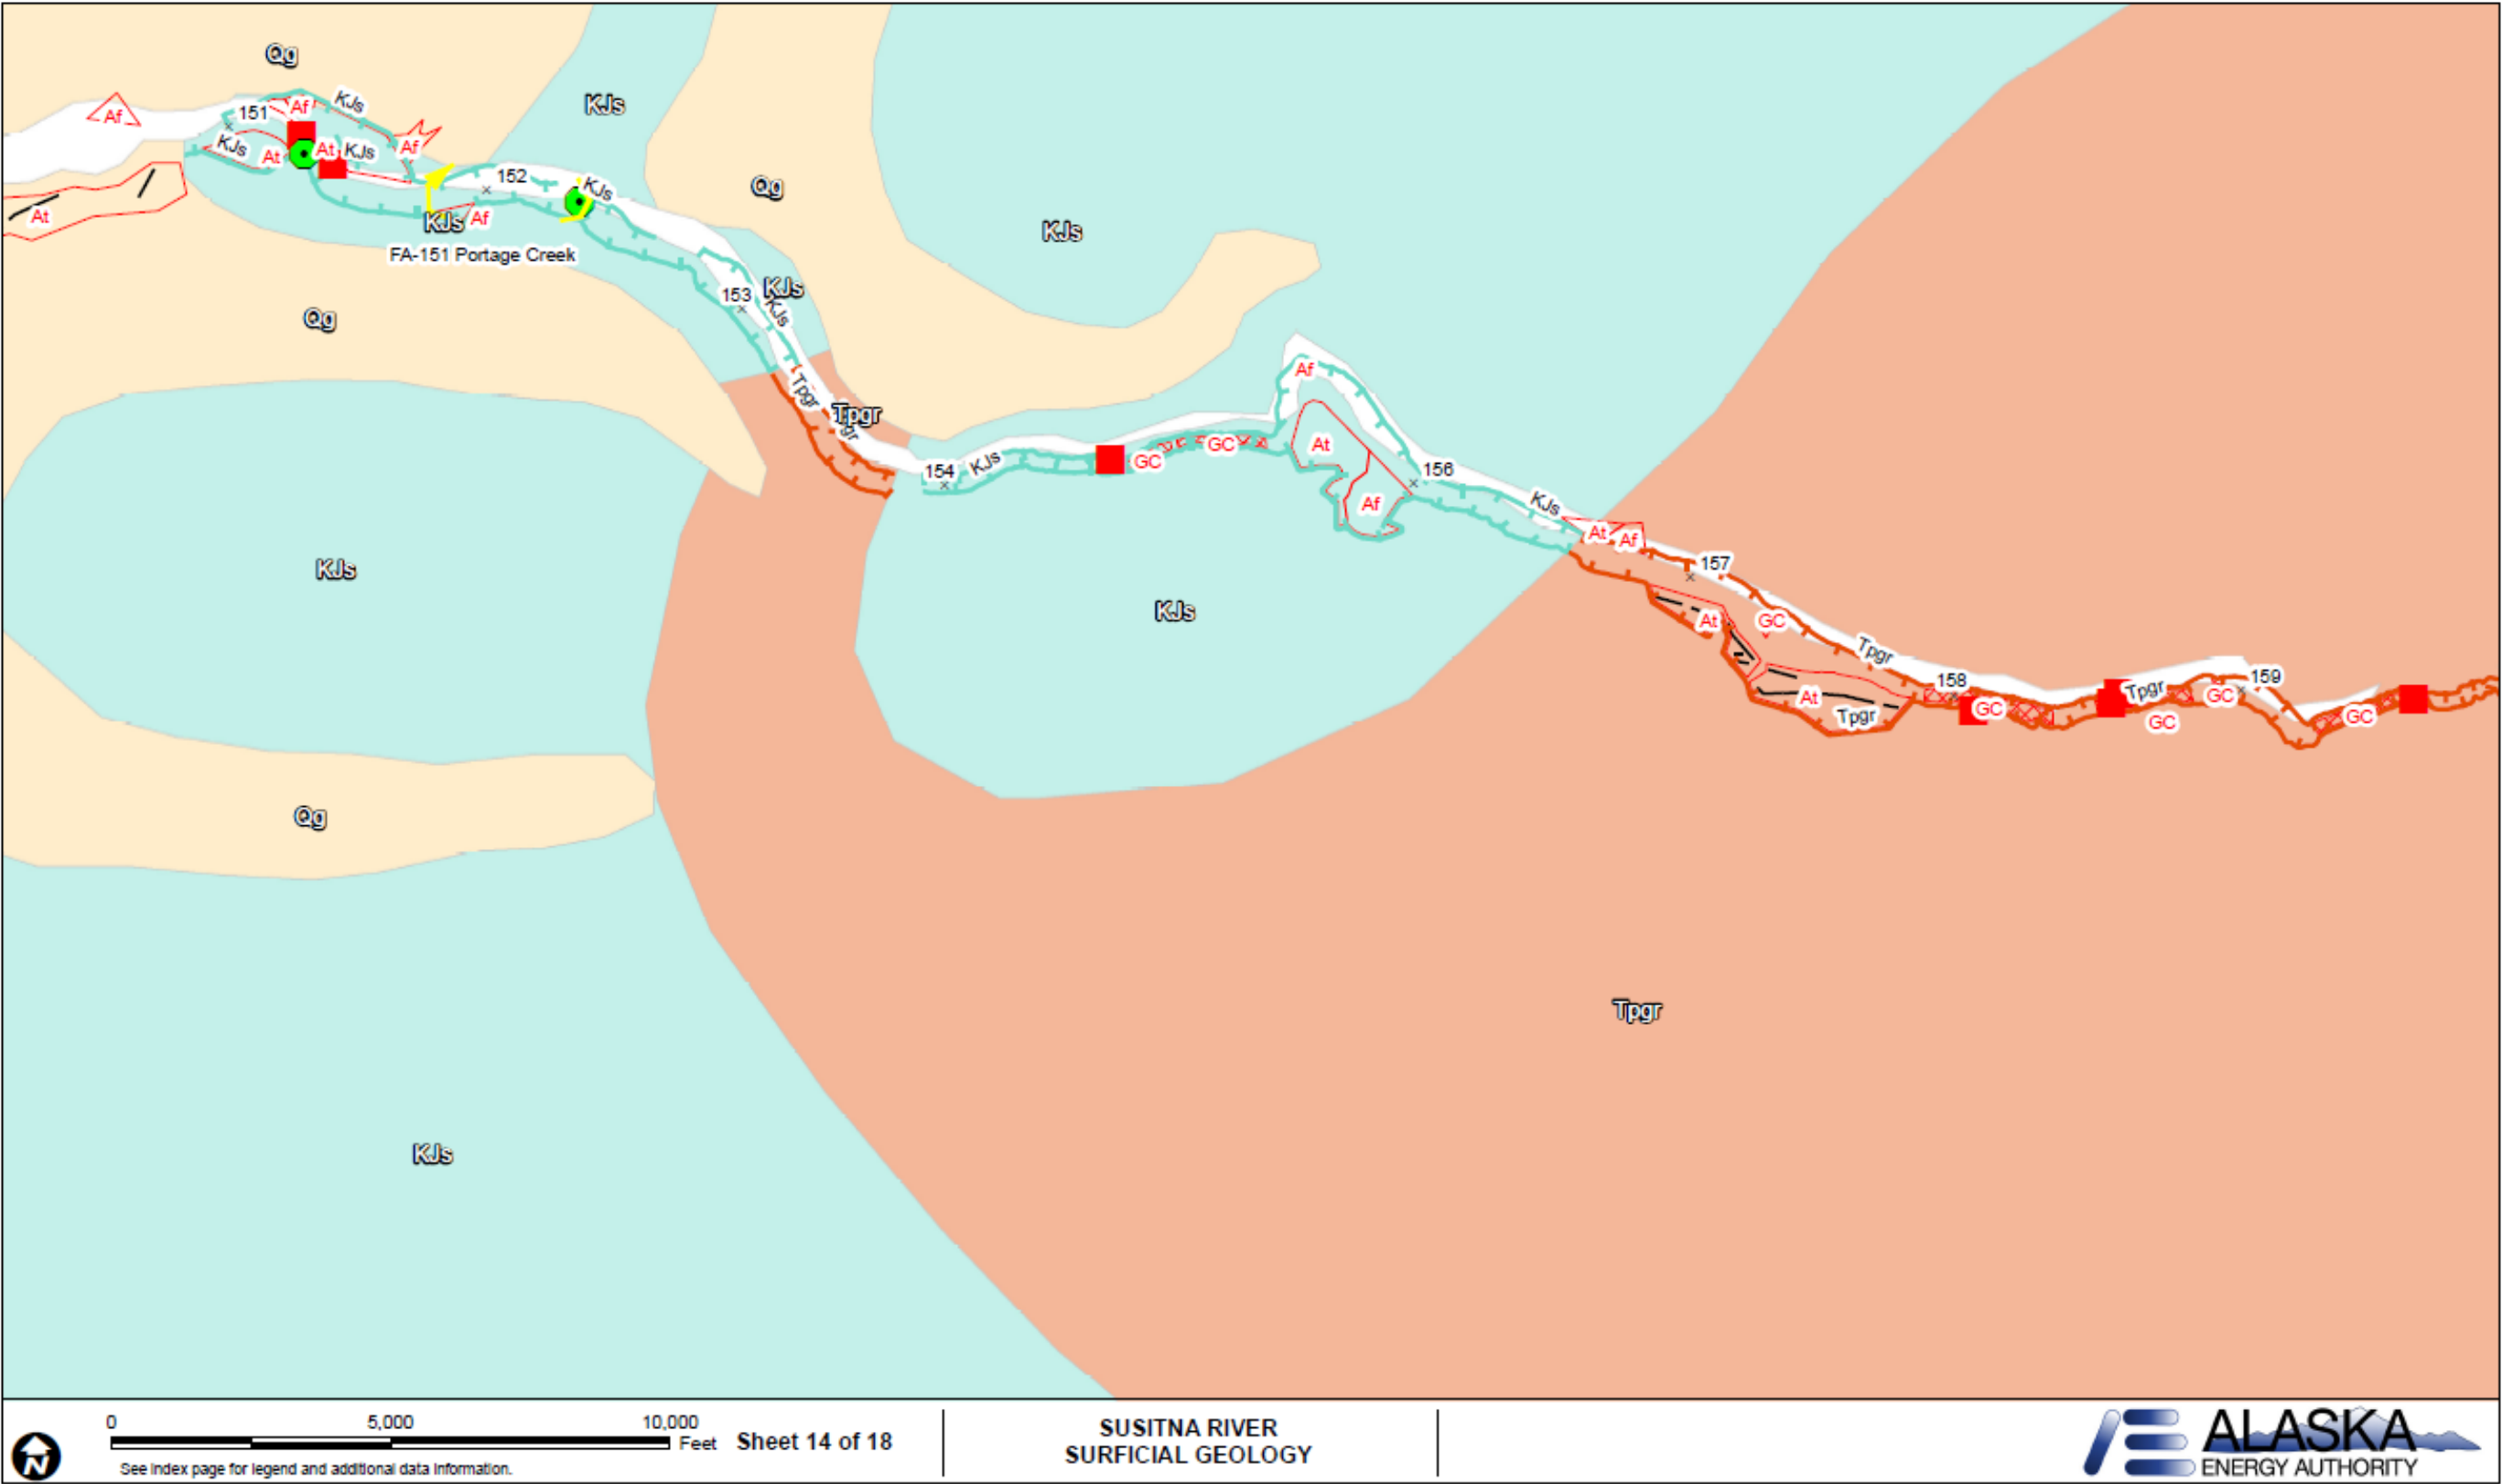 Qg
Af
151
Af
KJs
KJs
KJs
At
At
KJs
Af
152
KJs
Qg
At
KJs
Af
KJs
FA-151 Portage Creek
153
KJs
KJs
Qg
Tpgr
Tpgr
gr
Af
154
KJs
GC
GC
At
156
Af
KJs
At
Af
157
KJs
KJs
At
GC
Tpgr
158
159
At
Tpgr
GC
Tpgr
GC
GC
GC
Qg
Tpgr
KJs
0 5,000 10,000
Feet
Sheet 14 of 18
See Index page for legend and additional data information.
N
SUSITNA RIVER
SURFICIAL GEOLOGY
ALASKA
ENERGY AUTHORITY